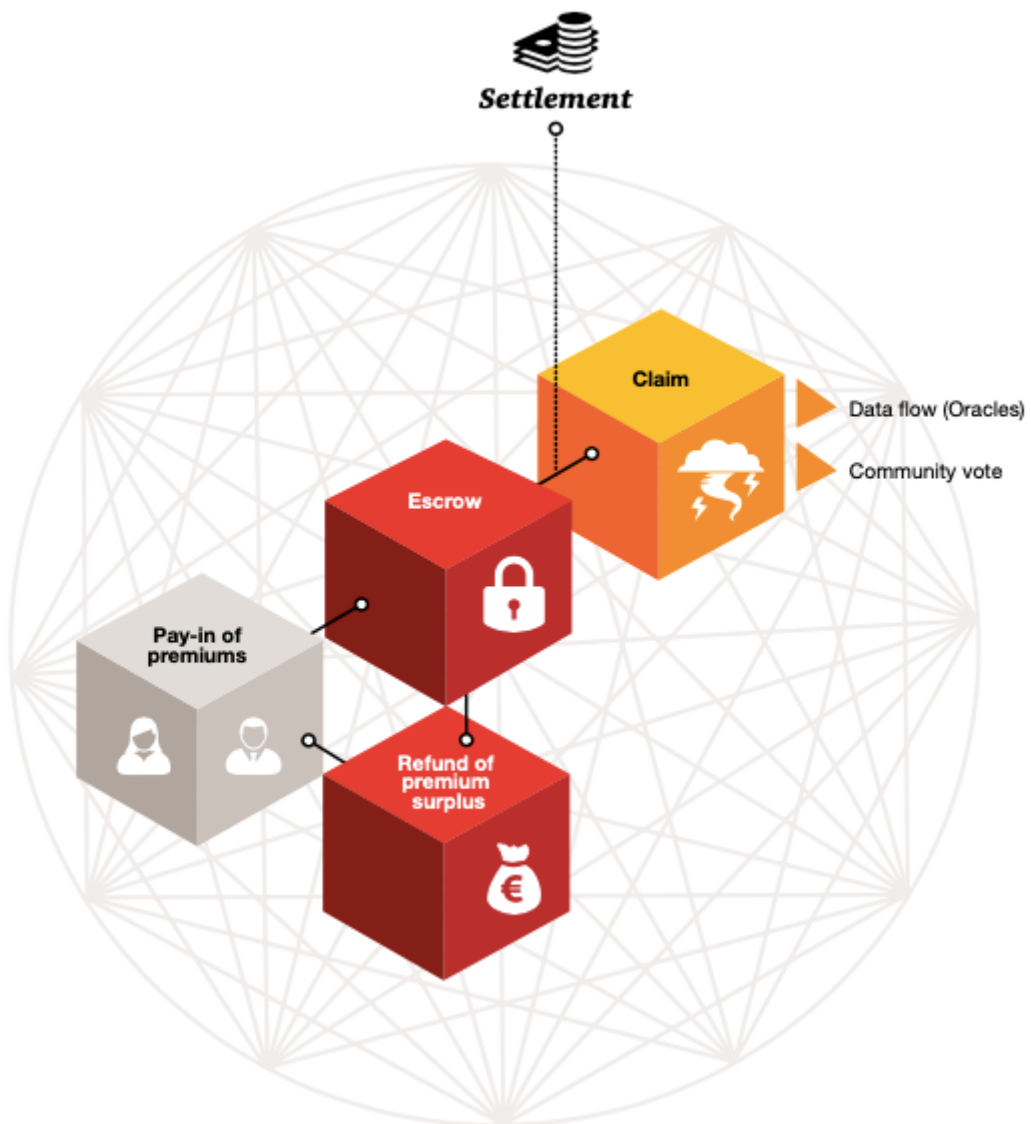 Settlement
Claim
Data flow (Oracles)
Community vote
Escrow
Pay-in of
premiums
Refund of
premium
surplus
€